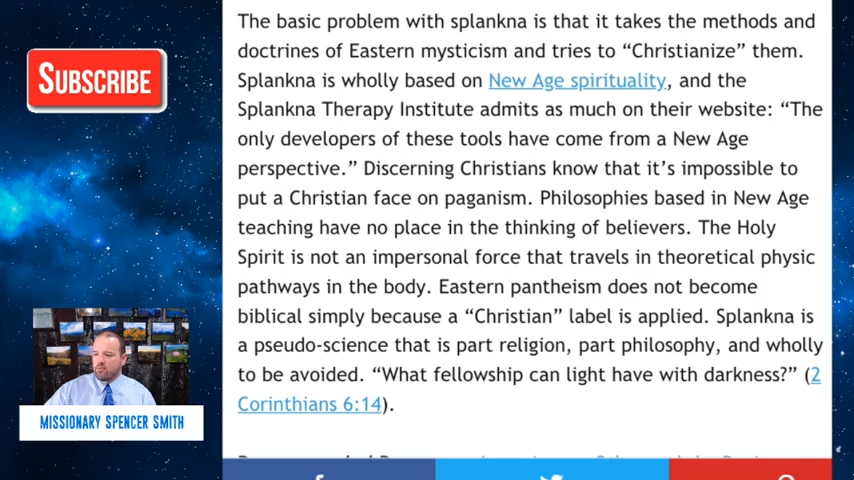 The basic problem with splankna is that it takes the methods and
doctrines of Eastern mysticism and tries to “Christianize” them.
Splankna is wholly based on New Age spirituality, and the
Splankna Therapy Institute admits as much on their website: “The
only developers of these tools have come from a New Age
perspective.” Discerning Christians know that it’s impossible to
put a Christian face on paganism. Philosophies based in New Age
teaching have no place in the thinking of believers. The Holy
Spirit is not an impersonal force that travels in theoretical physic
pathways in the body. Eastern pantheism does not become
biblical simply because a “Christian” label is applied. Splankna is
a pseudo-science that is part religion, part philosophy, and wholly
to be avoided. “What fellowship can light have with darkness?” (2
Corinthians 6:14).
SUBSCRIBE
MISSIONARY SPENCER SMITH